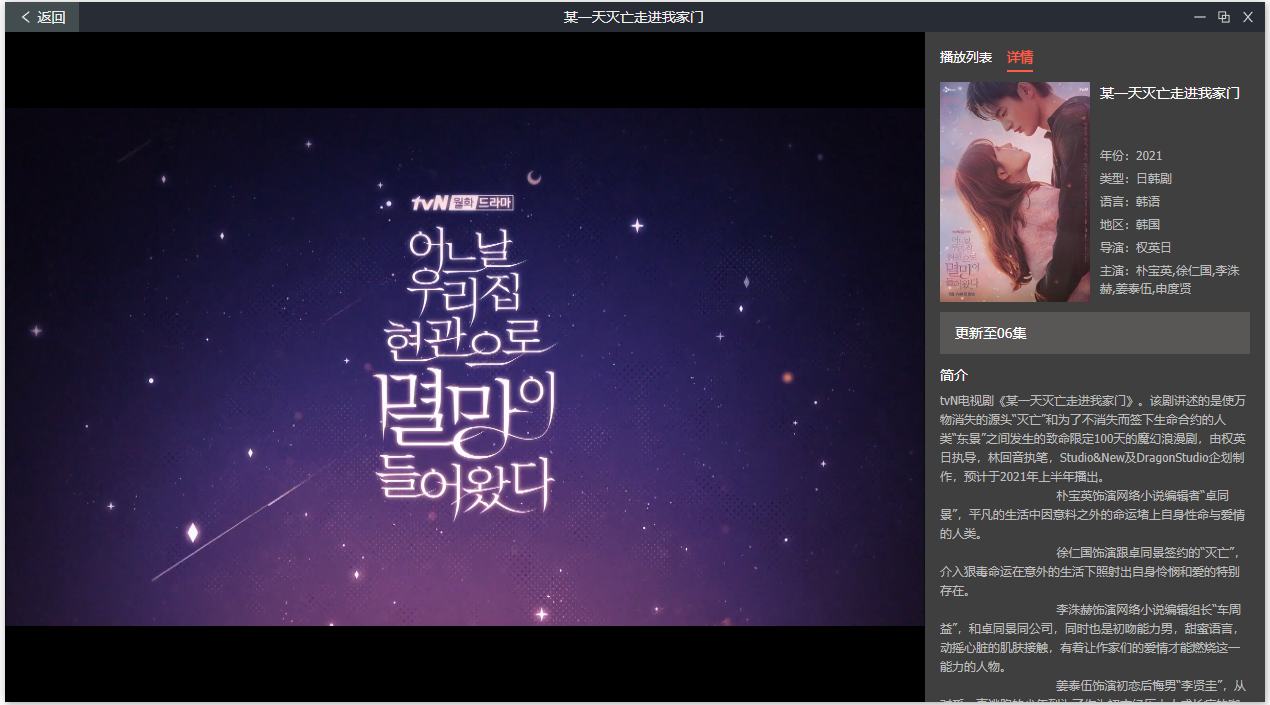 返回
某一天灭亡走进我家门
tvN 월화 드라마
어느날
우리집
현관으로
멸망이
들어왔다
播放列表 详情
tvN
어느날
우리집
현관으로
멸망이
들어왔다
某一天灭亡走进我家门
年份：2021
类型：日韩剧
语言：韩语
地区：韩国
导演：权英日
主演：朴宝英,徐仁国,李洙
赫,姜泰伍,申度贤
更新至06集
简介
tvN电视剧《某一天灭亡走进我家门》。该剧讲述的是使万
物消失的源头“灭亡”和为了不消失而签下生命合约的人
类“东景”之间发生的致命限定100天的魔幻浪漫剧，由权英
日执导，林回音执笔，Studio&New及DragonStudio企划制
作，预计于2021年上半年播出。
朴宝英饰演网络小说编辑者“卓同
景”，平凡的生活中因意料之外的命运堵上自身性命与爱情
的人类。
徐仁国饰演跟卓同景签约的“灭亡”，
介入狠毒命运在意外的生活下照射出自身怜悯和爱的特别
存在。
李洙赫饰演网络小说编辑组长“车周
益”，和卓同景同公司，同时也是初吻能力男，甜蜜语言，
动摇心脏的肌肤接触，有着让作家们的爱情才能燃烧这一
能力的人物。
姜泰伍饰演初恋后悔男“李贤圭”，从